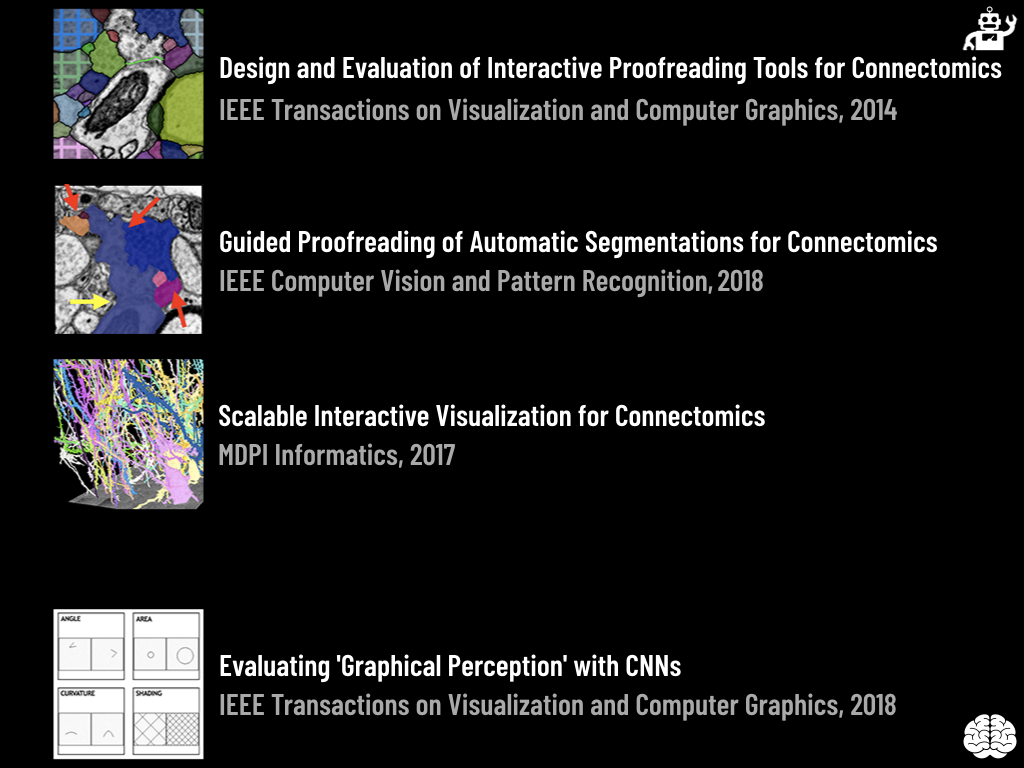 Design and Evaluation of Interactive Proofreading Tools for Connectomics
IEEE Transactions on Visualization and Computer Graphics, 2014
Guided Proofreading of Automatic Segmentations for Connectomics
IEEE Computer Vision and Pattern Recognition, 2018
Scalable Interactive Visualization for Connectomics
MDPI Informatics, 2017
ANGLE
AREA
CURVATURE
SHADING
Evaluating 'Graphical Perception' with CNNs
IEEE Transactions on Visualization and Computer Graphics, 2018